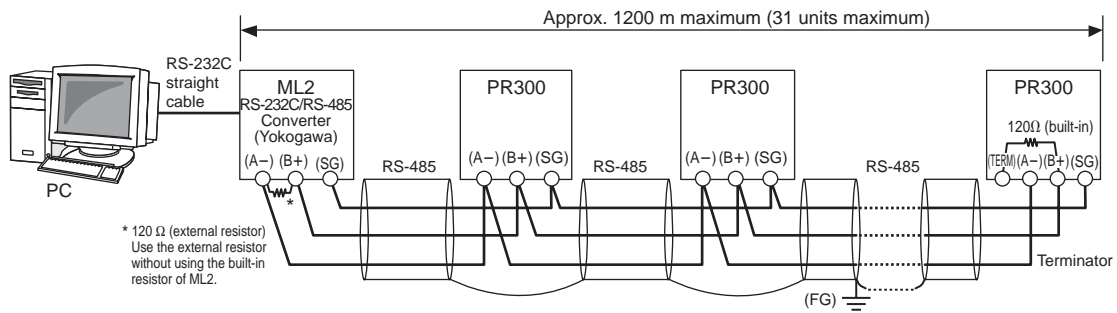 Approx. 1200 m maximum (31 units maximum)
RS-232C
straight
cable
PC
ML2
RS-232C/RS-485
Converter
(Yokogawa)
(A−) (B+) (SG)
*
* 120 Ω (external resistor)
Use the external resistor
without using the built-in
resistor of ML2.
RS-485
PR300
(A−) (B+) (SG)
RS-485
PR300
(A−) (B+) (SG)
RS-485
(FG)
PR300
120Ω (built-in)
(TERM) (A−) (B+) (SG)
Terminator